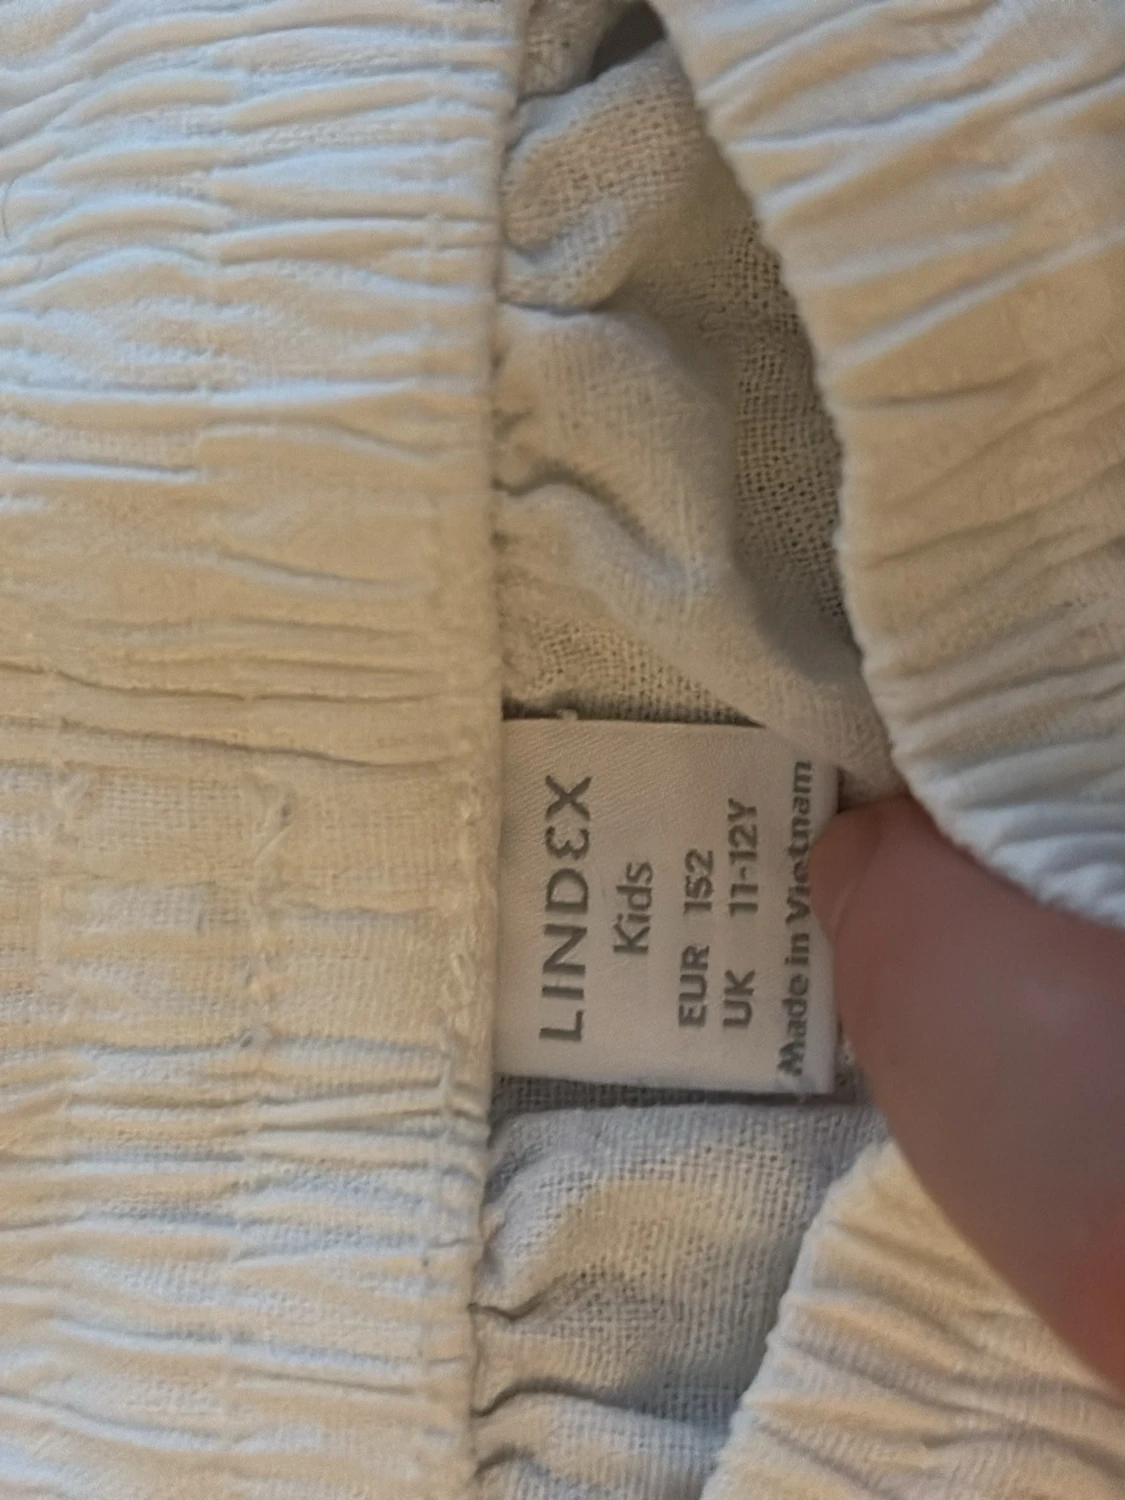 LINDEX
Kids
EUR 152
UK 11-12Y
Made in Vietnam